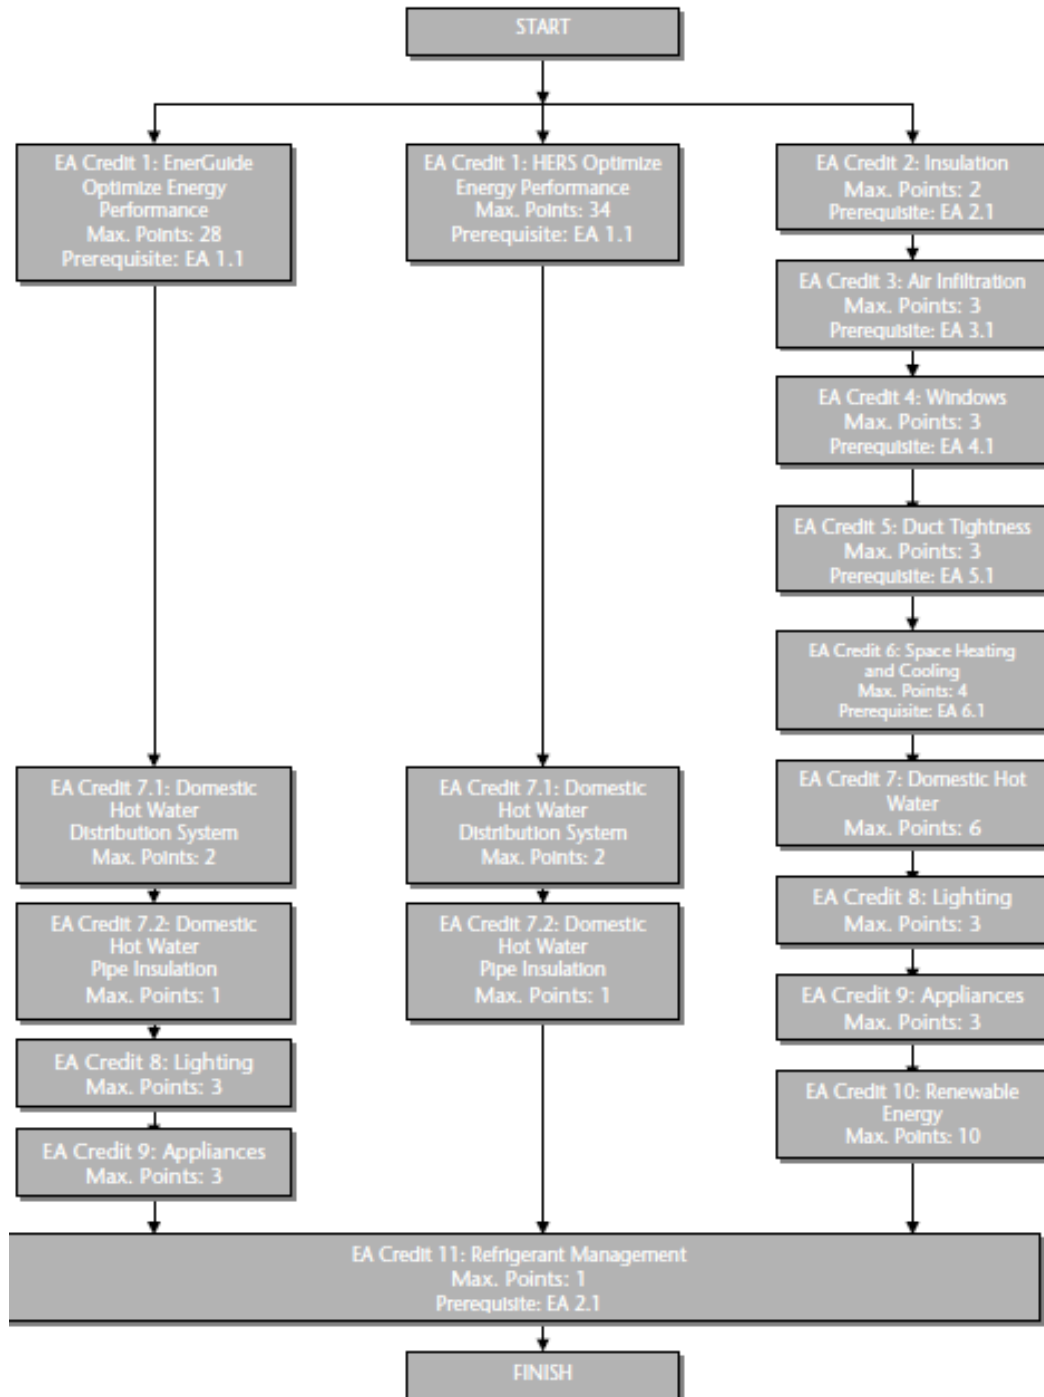 START
EA Credit 1: EnerGuide
Optimize Energy
Performance
Max. Points: 28
Prerequisite: EA 1.1
EA Credit 1: HERS Optimize
Energy Performance
Max. Points: 34
Prerequisite: EA 1.1
EA Credit 2: Insulation
Max. Points: 2
Prerequisite: EA 2.1
EA Credit 3: Air Infiltration
Max. Points: 3
Prerequisite: EA 3.1
EA Credit 4: Windows
Max. Points: 3
Prerequisite: EA 4.1
EA Credit 5: Duct Tightness
Max. Points: 3
Prerequisite: EA 5.1
EA Credit 6: Space Heating
and Cooling
Max. Points: 4
Prerequisite: EA 6.1
EA Credit 7.1: Domestic
Hot Water
Distribution System
Max. Points: 2
EA Credit 7.1: Domestic
Hot Water
Distribution System
Max. Points: 2
EA Credit 7: Domestic Hot
Water
Max. Points: 6
EA Credit 7.2: Domestic
Hot Water
Pipe Insulation
Max. Points: 1
EA Credit 7.2: Domestic
Hot Water
Pipe Insulation
Max. Points: 1
EA Credit 8: Lighting
Max. Points: 3
EA Credit 9: Appliances
Max. Points: 3
EA Credit 8: Lighting
Max. Points: 3
EA Credit 10: Renewable
Energy
Max. Points: 10
EA Credit 9: Appliances
Max. Points: 3
EA Credit 11: Refrigerant Management
Max. Points: 1
Prerequisite: EA 2.1
FINISH